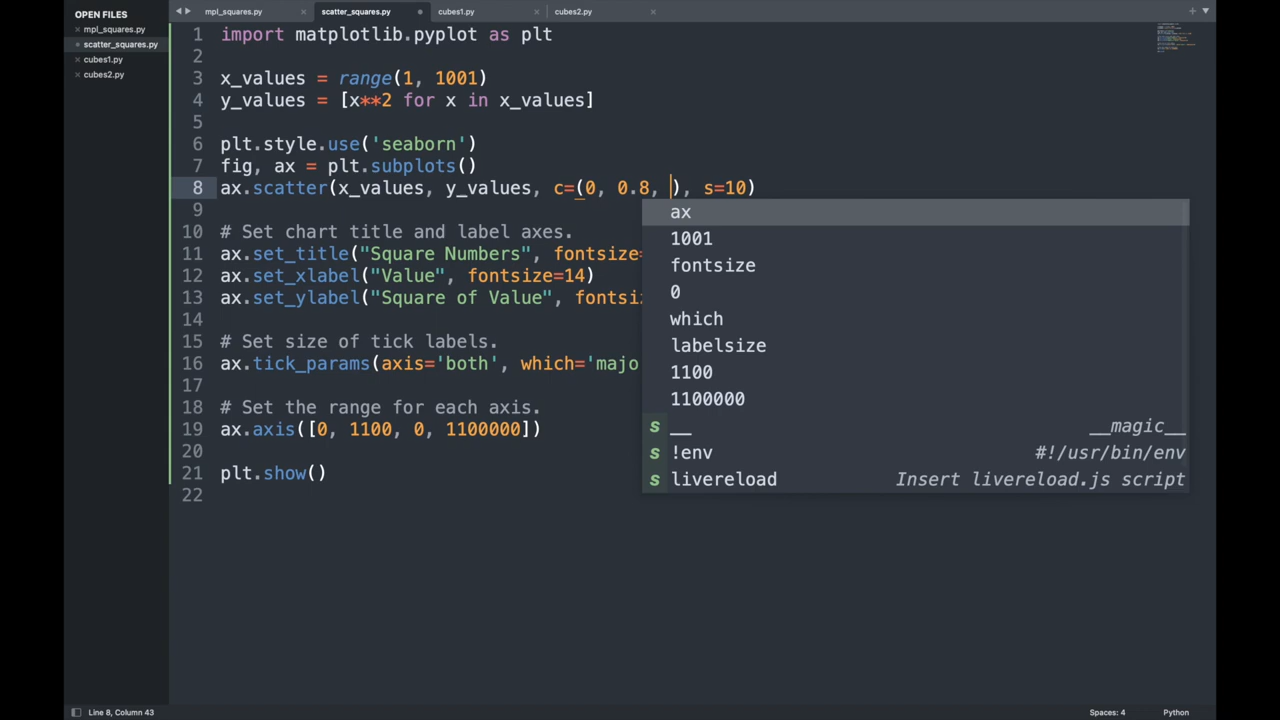 OPEN FILES
mpl_squares.py
scatter_squares.py
cubes1.py
cubes2.py
mpl_squares.py
scatter_squares.py
cubes1.py
cubes2.py
1 import matplotlib.pyplot as plt
2
3 x_values = range(1, 1001)
4 y_values = [x**2 for x in x_values]
5
6 plt.style.use('seaborn')
7 fig, ax = plt.subplots()
8 ax.scatter(x_values, y_values, c=(0, 0.8, ), s=10)
9
10 # Set chart title and label axes.
11 ax.set_title("Square Numbers", fontsize=
12 ax.set_xlabel("Value", fontsize=14)
13 ax.set_ylabel("Square of Value", fontsi
14
15 # Set size of tick labels.
16 ax.tick_params(axis='both', which='majo
17
18 # Set the range for each axis.
19 ax.axis([0, 1100, 0, 1100000])
20
21 plt.show()
22
ax
1001
fontsize
0
which
labelsize
1100
1100000
s __ __magic__
s !env #!/usr/bin/env
s livereload Insert livereload.js script
Line 8, Column 43
Spaces: 4
Python